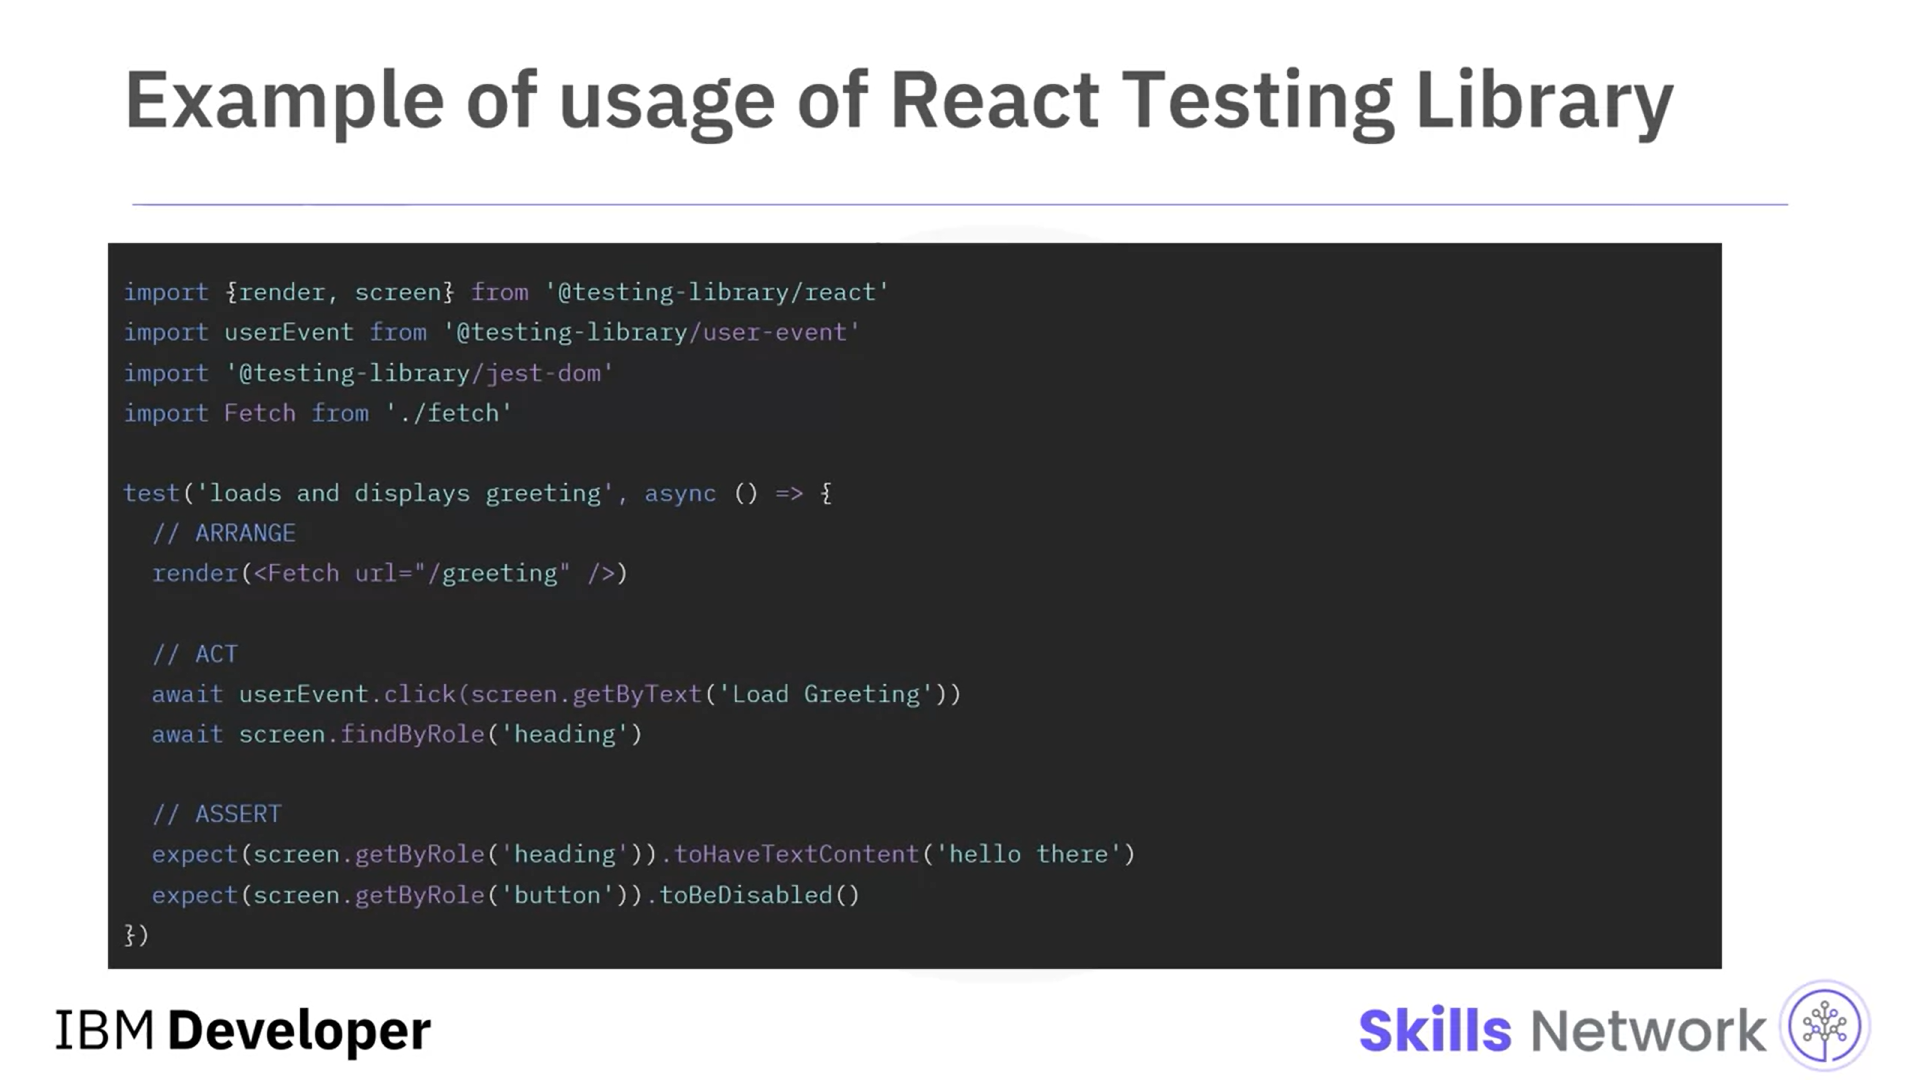 Example of usage of React Testing Library
import {render, screen} from '@testing-library/react'
import userEvent from '@testing-library/user-event'
import '@testing-library/jest-dom'
import Fetch from './fetch'
test('loads and displays greeting', async () => {
// ARRANGE
render(<Fetch url="/greeting" />)
// ACT
await userEvent.click(screen.getByText('Load Greeting'))
await screen.findByRole('heading')
// ASSERT
expect(screen.getByRole('heading')).toHaveTextContent('hello there')
expect(screen.getByRole('button')).toBeDisabled()
})
IBM Developer
Skills Network